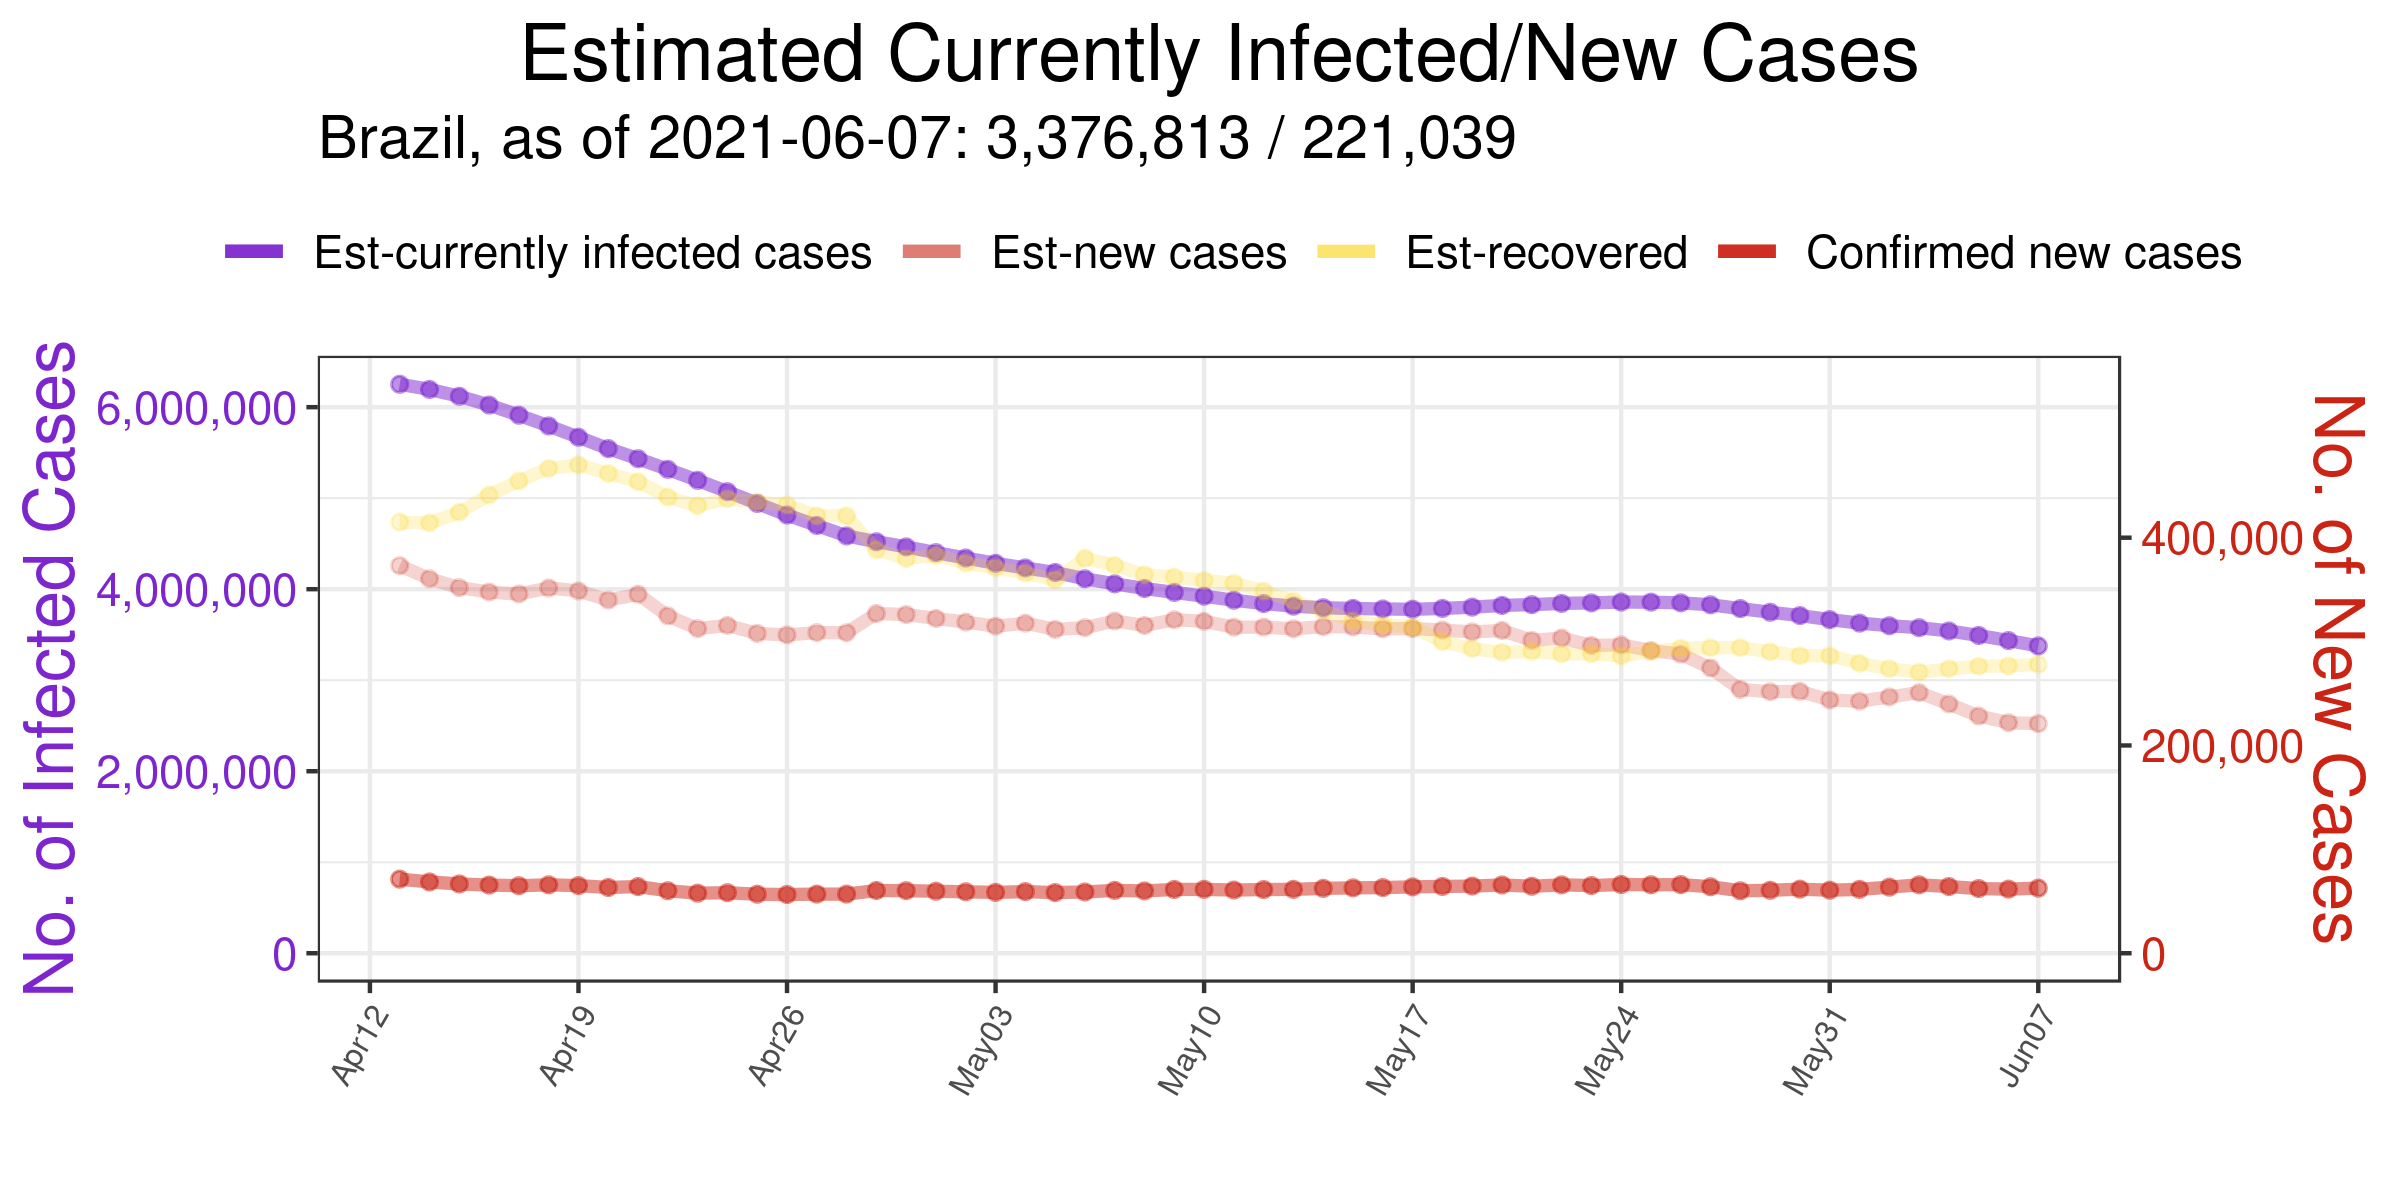 Estimated Currently Infected/New Cases
Brazil, as of 2021-06-07: 3,376,813 / 221,039
Est-currently infected cases Est-new cases Est-recovered Confirmed new cases
No. of Infected Cases
6,000,000
4,000,000
2,000,000
0
400,000
200,000
0
No. of New Cases
Apr12 Apr19 Apr26 May03 May10 May17 May24 May31 Jun07